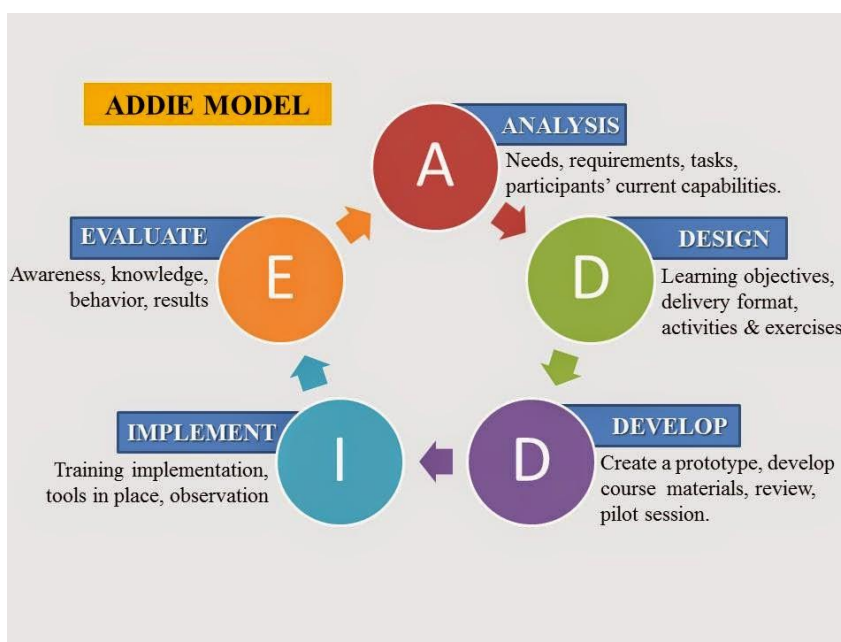 ADDIE MODEL
A
ANALYSIS
Needs, requirements, tasks,
participants' current capabilities.
D
DESIGN
Learning objectives,
delivery format,
activities & exercises
D
DEVELOP
Create a prototype, develop
course materials, review,
pilot session.
I
IMPLEMENT
Training implementation,
tools in place, observation
E
EVALUATE
Awareness, knowledge,
behavior, results